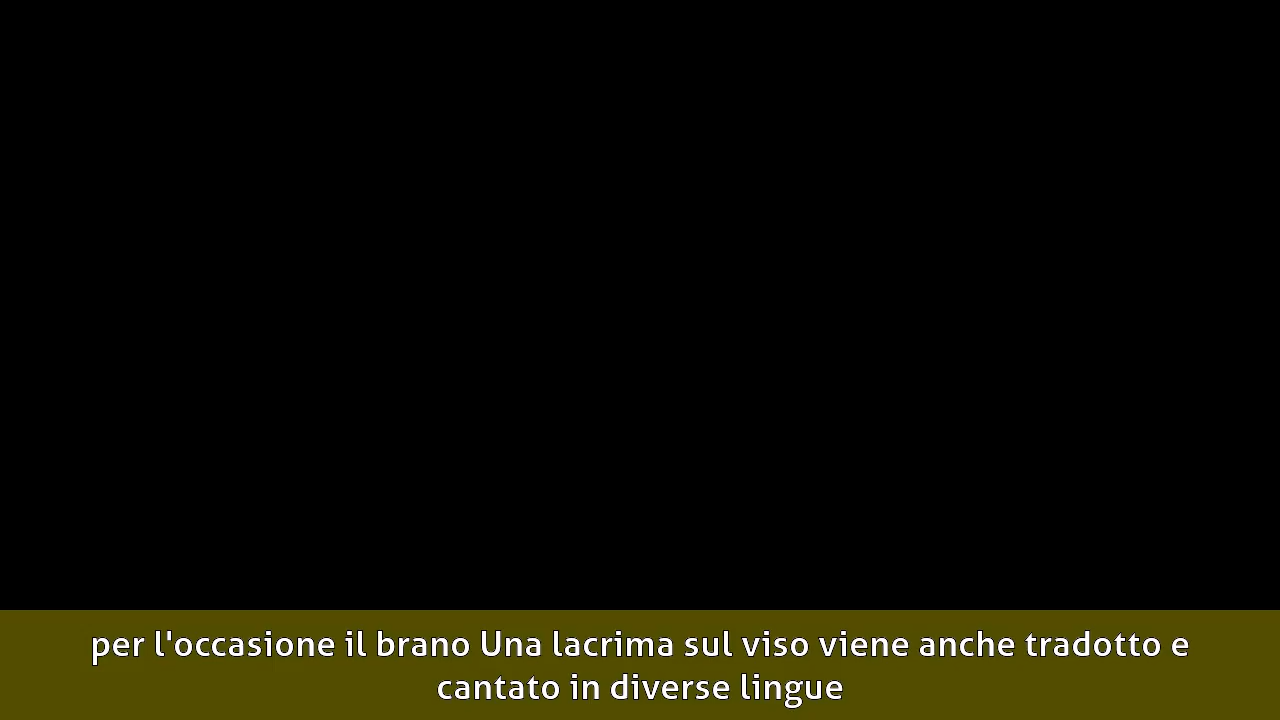 per l'occasione il brano Una lacrima sul viso viene anche tradotto e
cantato in diverse lingue